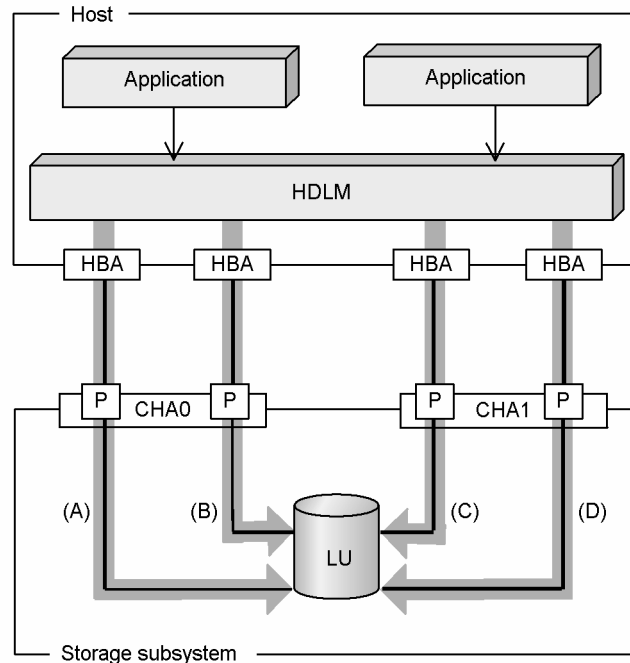 Host
Application
Application
HDLM
HBA
HBA
HBA
HBA
P
CHA0
P
P
CHA1
P
(A)
(B)
(C)
(D)
LU
Storage subsystem